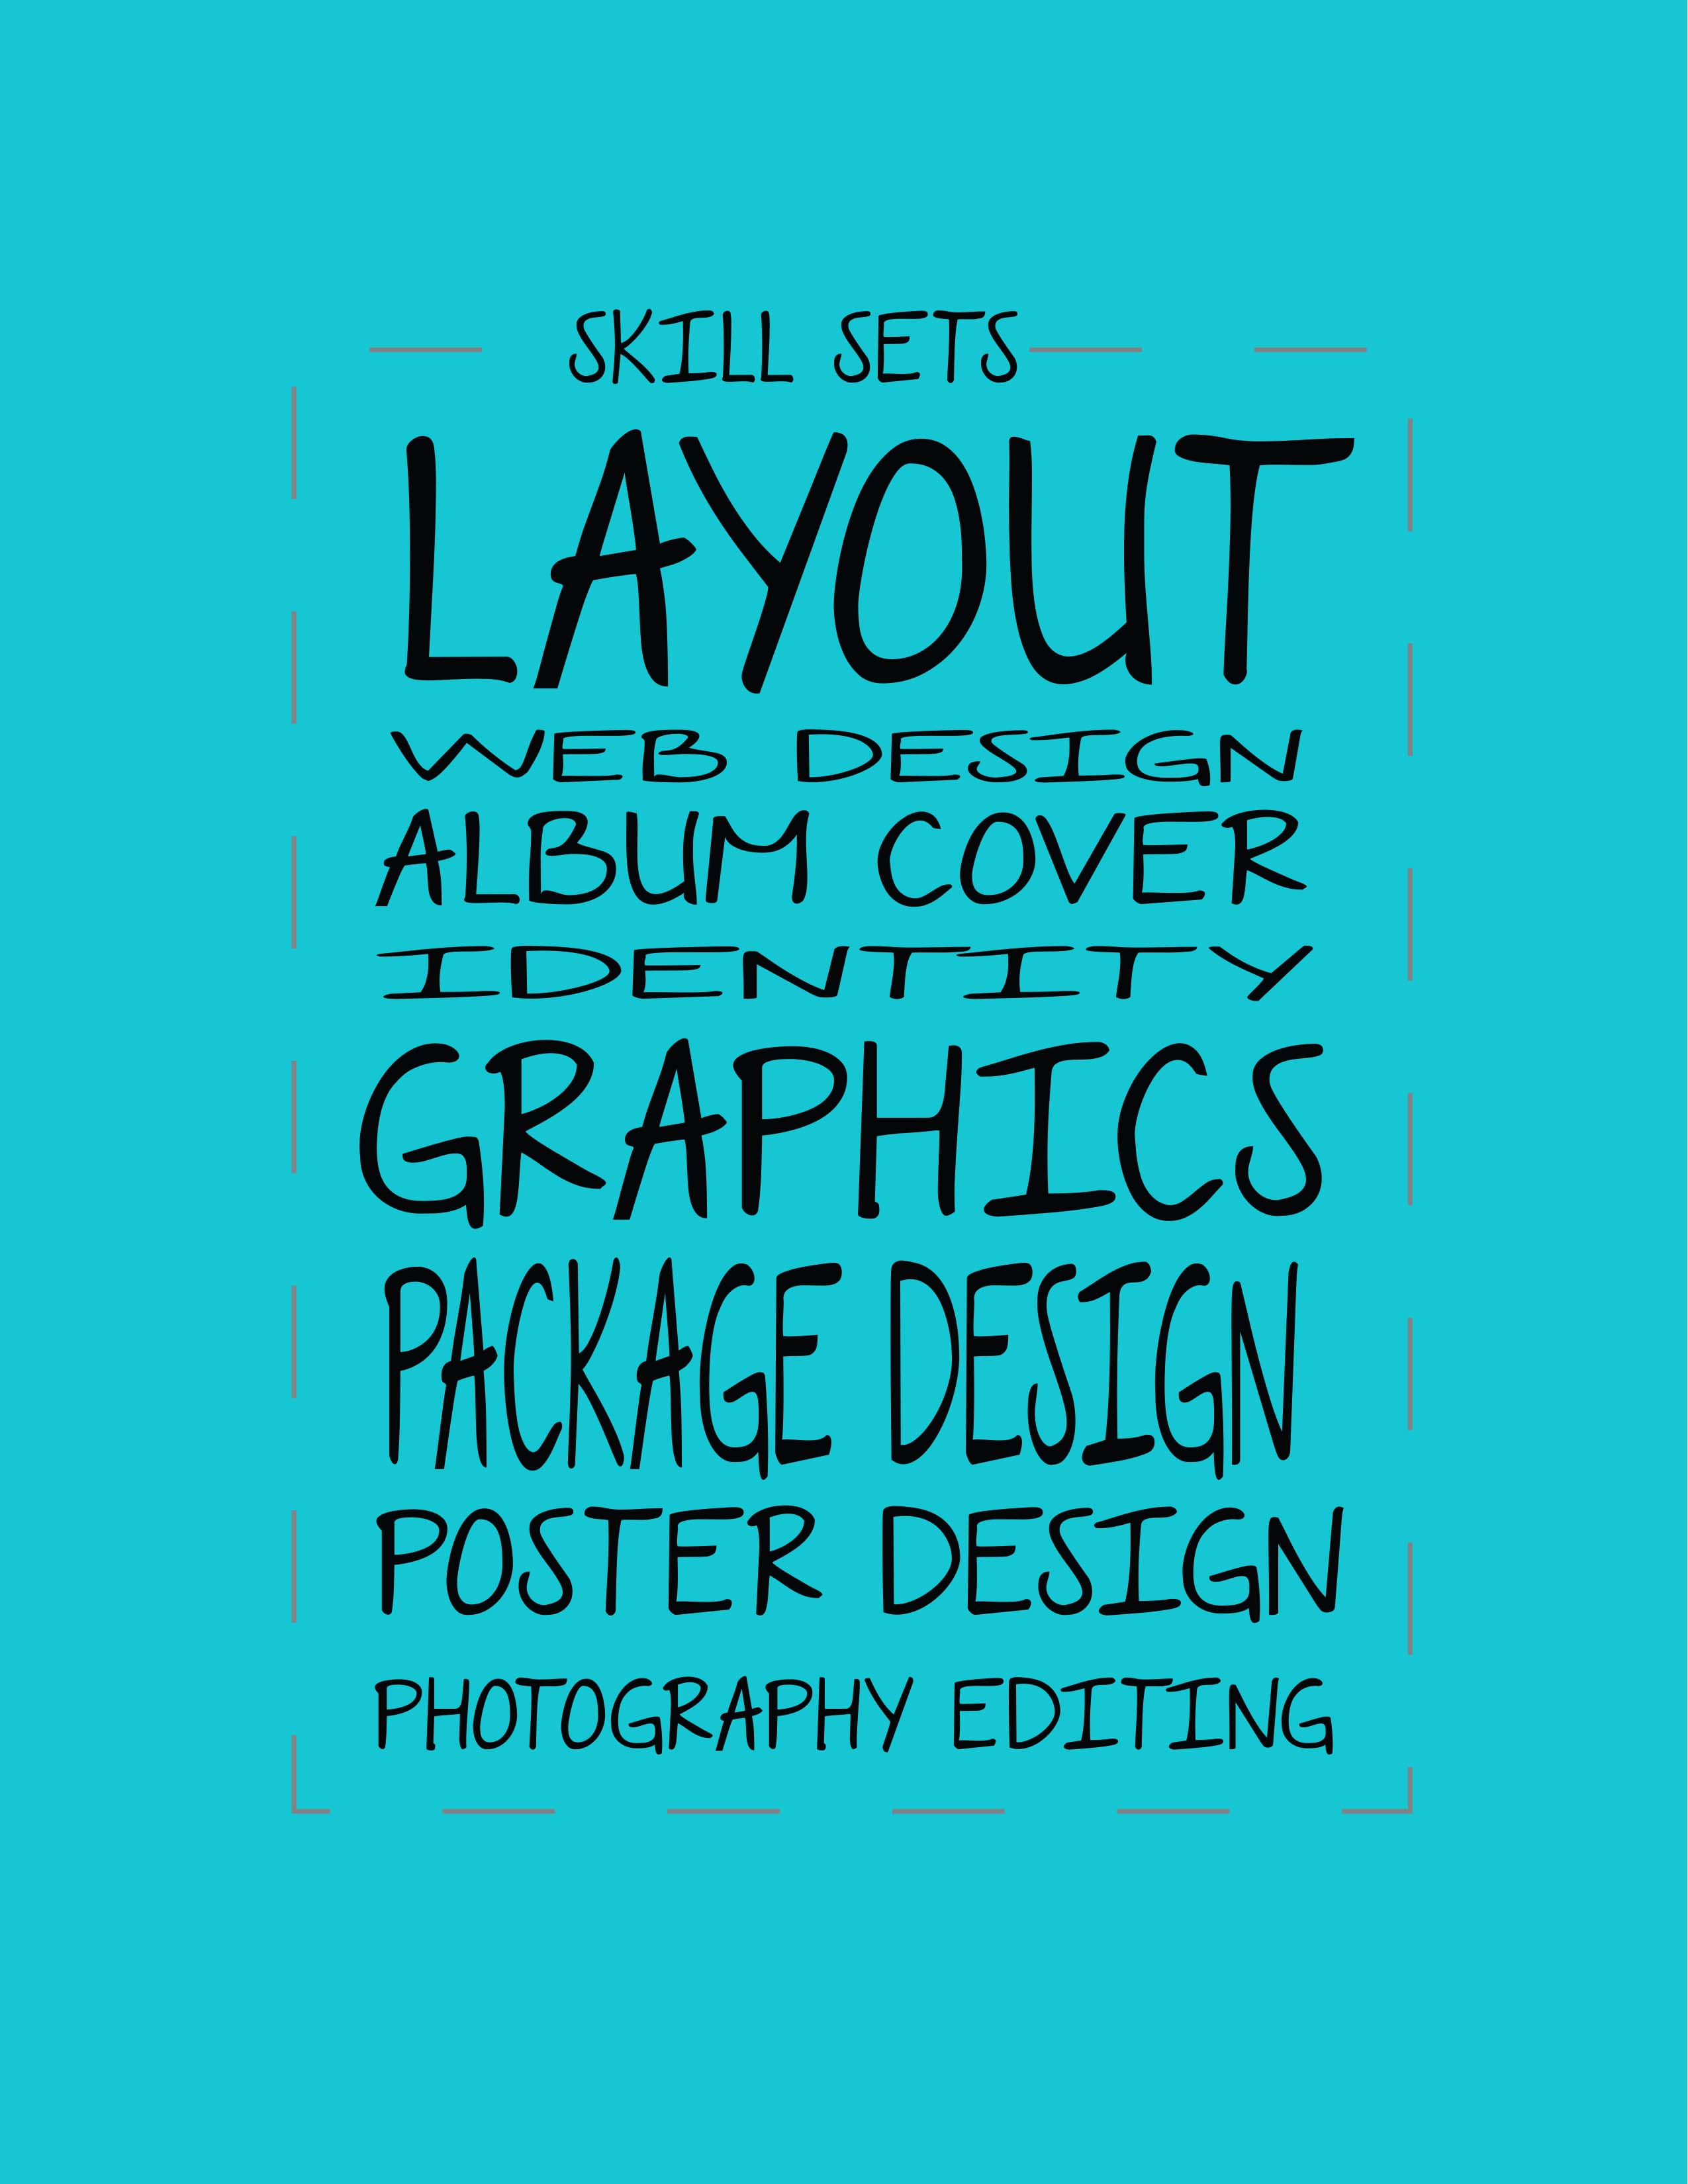 SKILL SETS
LAYOUT
WEB DESIGN
ALBUM COVER
IDENTITY
GRAPHICS
PACKAGE DESIGN
POSTER DESIGN
PHOTOGRAPHY EDITING